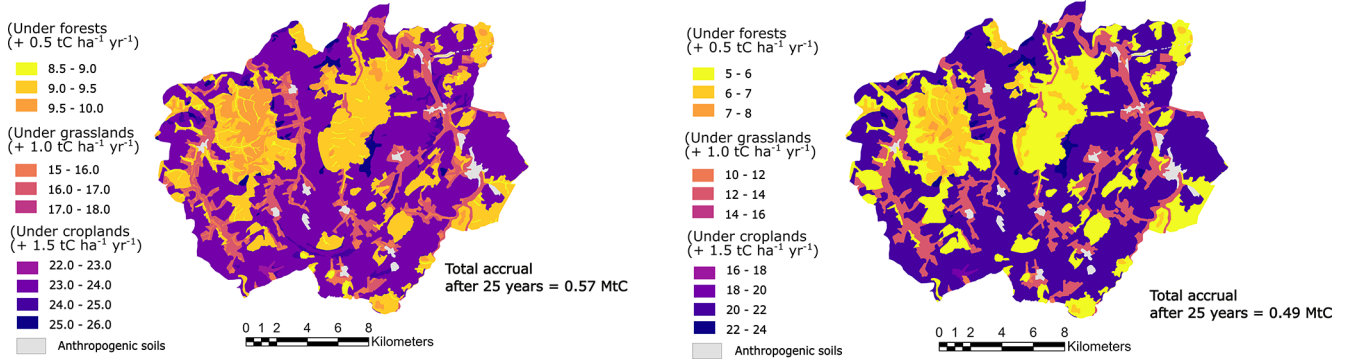 (Under forests
(+ 0.5 tC ha⁻¹ yr⁻¹)
8.5 - 9.0
9.0 - 9.5
9.5 - 10.0
(Under grasslands
(+ 1.0 tC ha⁻¹ yr⁻¹)
15 - 16.0
16.0 - 17.0
17.0 - 18.0
(Under croplands
(+ 1.5 tC ha⁻¹ yr⁻¹)
22.0 - 23.0
23.0 - 24.0
24.0 - 25.0
25.0 - 26.0
Anthropogenic soils
Total accrual
after 25 years = 0.57 MtC
0 1 2 4 6 8
Kilometers
(Under forests
(+ 0.5 tC ha⁻¹ yr⁻¹)
5 - 6
6 - 7
7 - 8
(Under grasslands
(+ 1.0 tC ha⁻¹ yr⁻¹)
10 - 12
12 - 14
14 - 16
(Under croplands
(+ 1.5 tC ha⁻¹ yr⁻¹)
16 - 18
18 - 20
20 - 22
22 - 24
Anthropogenic soils
Total accrual
after 25 years = 0.49 MtC
0 1 2 4 6 8
Kilometers